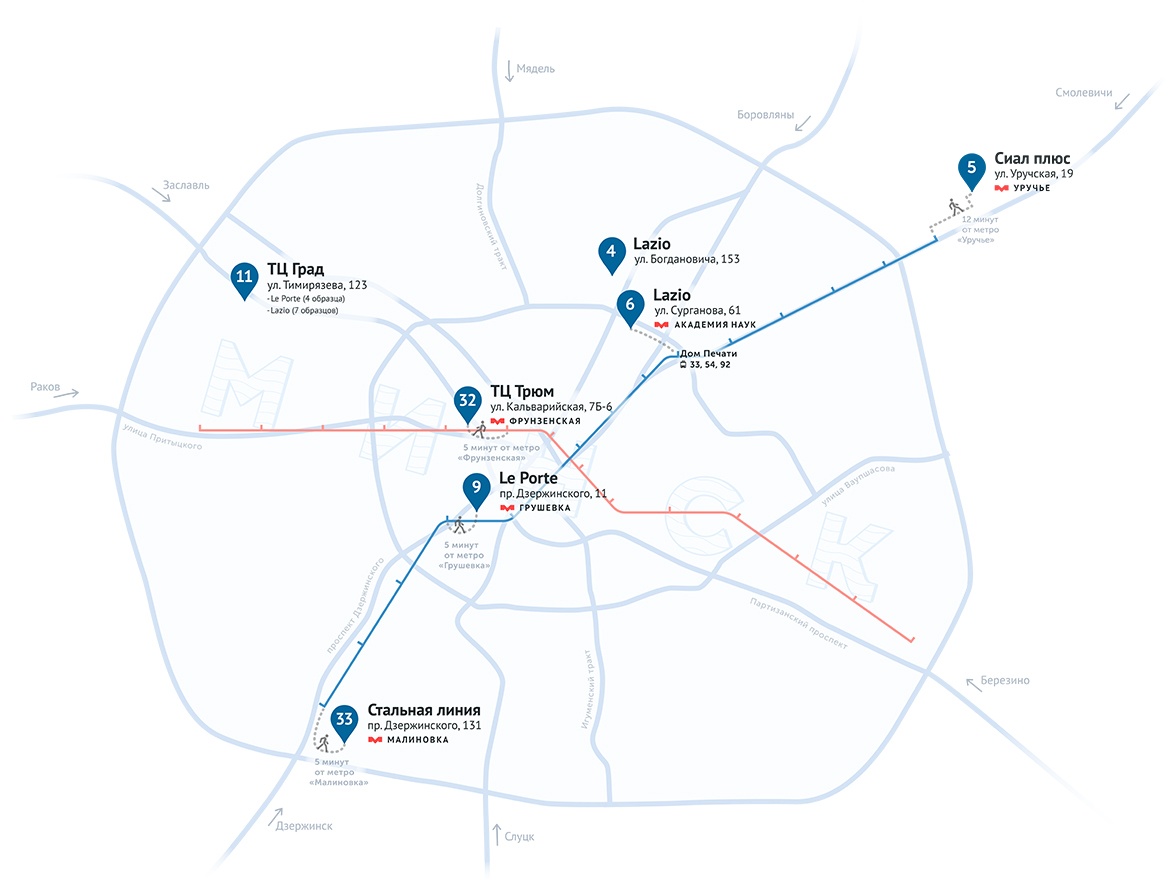 Мядель
Смолевичи
Боровляны
5
Сиал плюс
ул. Уручская, 19
УРУЧЬЕ
12 минут
от метро
«Уручье»
Заславль
Долгиновский тракт
4
Lazio
ул. Богдановича, 153
11
ТЦ Град
ул. Тимирязева, 123
- Le Porte (4 образца)
- Lazio (7 образцов)
6
Lazio
ул. Сурганова, 61
АКАДЕМИЯ НАУК
Дом Печати
33, 54, 92
Раков
32
ТЦ Трюм
ул. Кальварийская, 7Б-6
ФРУНЗЕНСКАЯ
5 минут от метро
«Фрунзенская»
ул. Притыцкого
МИНСК
9
Le Porte
пр. Дзержинского, 11
ГРУШЕВКА
5 минут
от метро
«Грушевка»
ул. Ваупшасова
проспект Дзержинского
Партизанский проспект
Игуменский тракт
Березино
33
Стальная линия
пр. Дзержинского, 131
МАЛИНОВКА
5 минут
от метро
«Малиновка»
Дзержинск
Слуцк